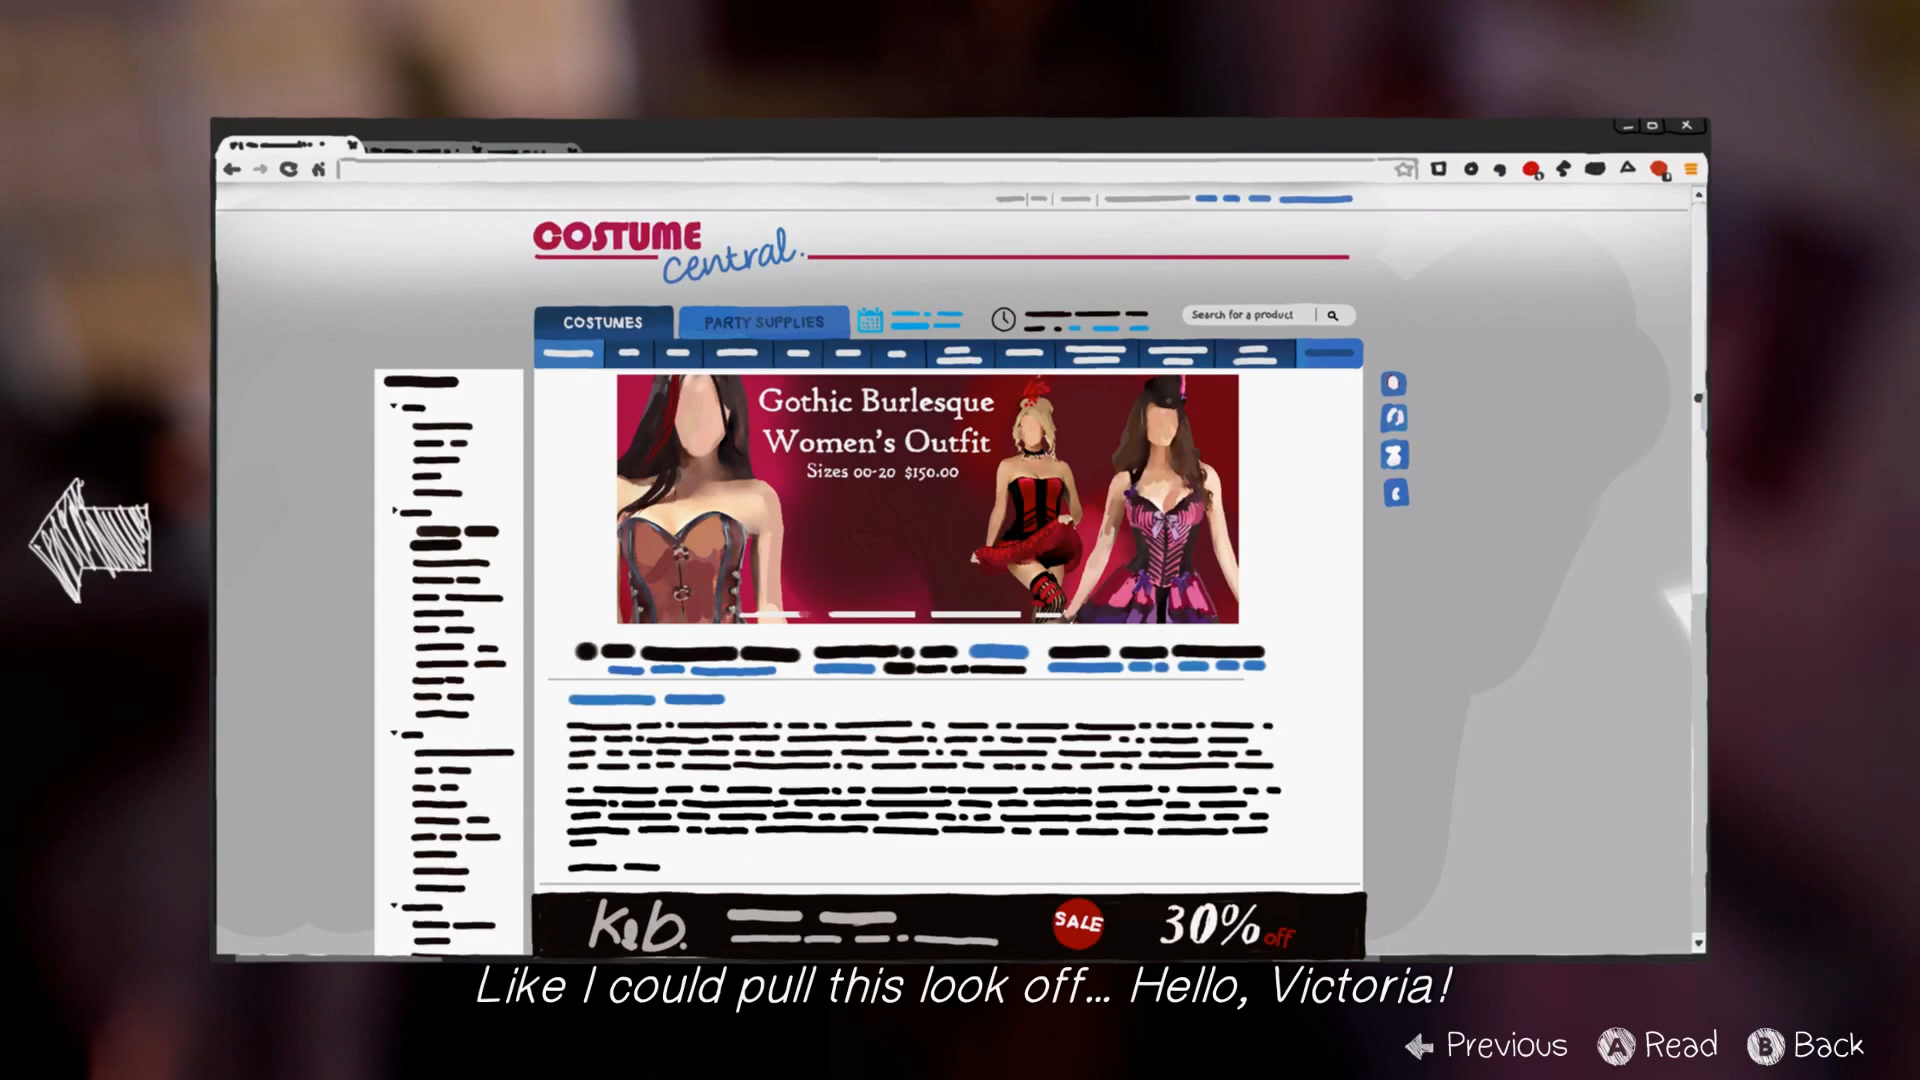 COSTUME
central.
COSTUMES
PARTY SUPPLIES
Search for a product
Gothic Burlesque
Women's Outfit
Sizes 00-20 $150.00
K&b.
SALE
30% off
Like I could pull this look off... Hello, Victoria!
Previous
A Read
B Back